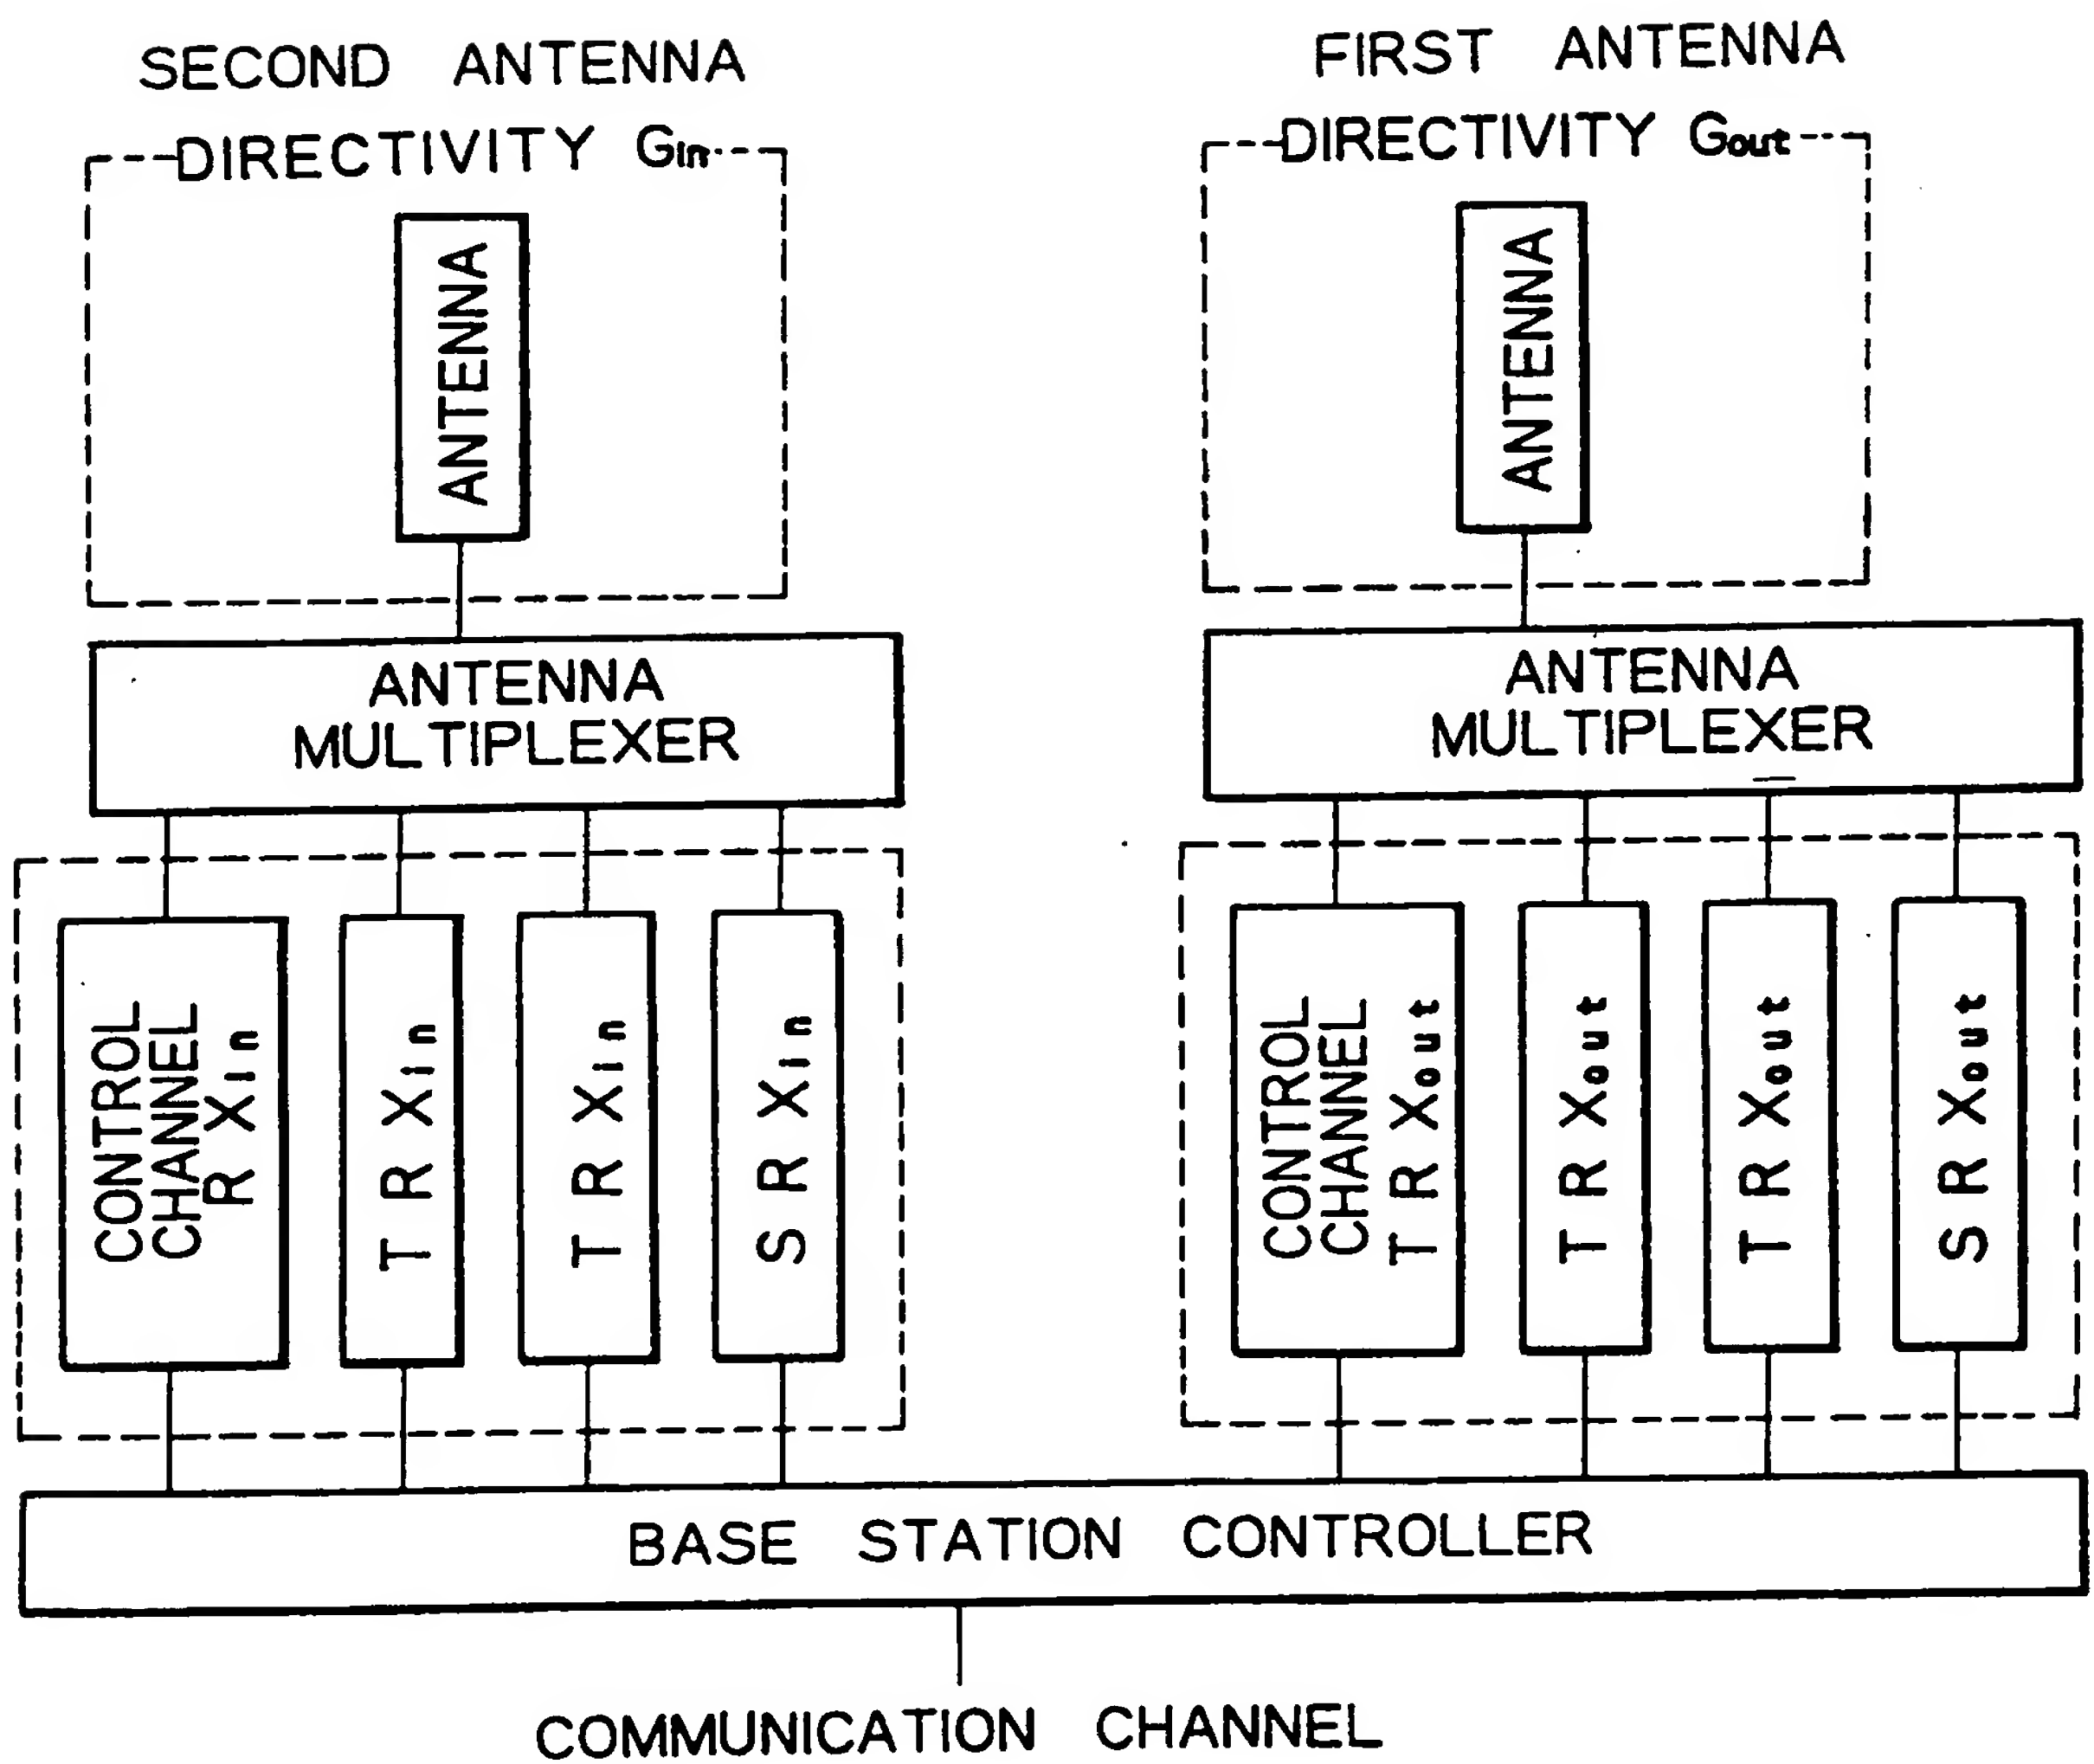 SECOND ANTENNA
DIRECTIVITY Gin
ANTENNA
ANTENNA
MULTIPLEXER
CONTROL
CHANNEL
R Xin
T R Xin
T R Xin
S R Xin
FIRST ANTENNA
DIRECTIVITY Gout
ANTENNA
ANTENNA
MULTIPLEXER
CONTROL
CHANNEL
T R Xout
T R Xout
T R Xout
S R Xout
BASE STATION CONTROLLER
COMMUNICATION CHANNEL